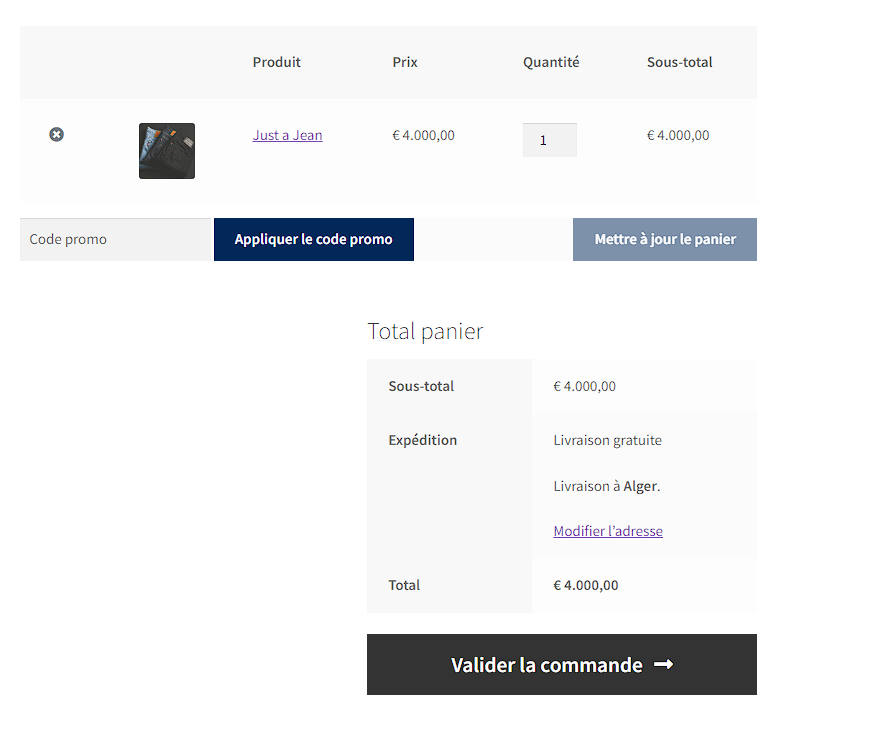 Produit Prix Quantité Sous-total
Just a Jean € 4.000,00 1 € 4.000,00
Code promo Appliquer le code promo Mettre à jour le panier
Total panier
Sous-total € 4.000,00
Expédition Livraison gratuite
Livraison à Alger.
Modifier l’adresse
Total € 4.000,00
Valider la commande